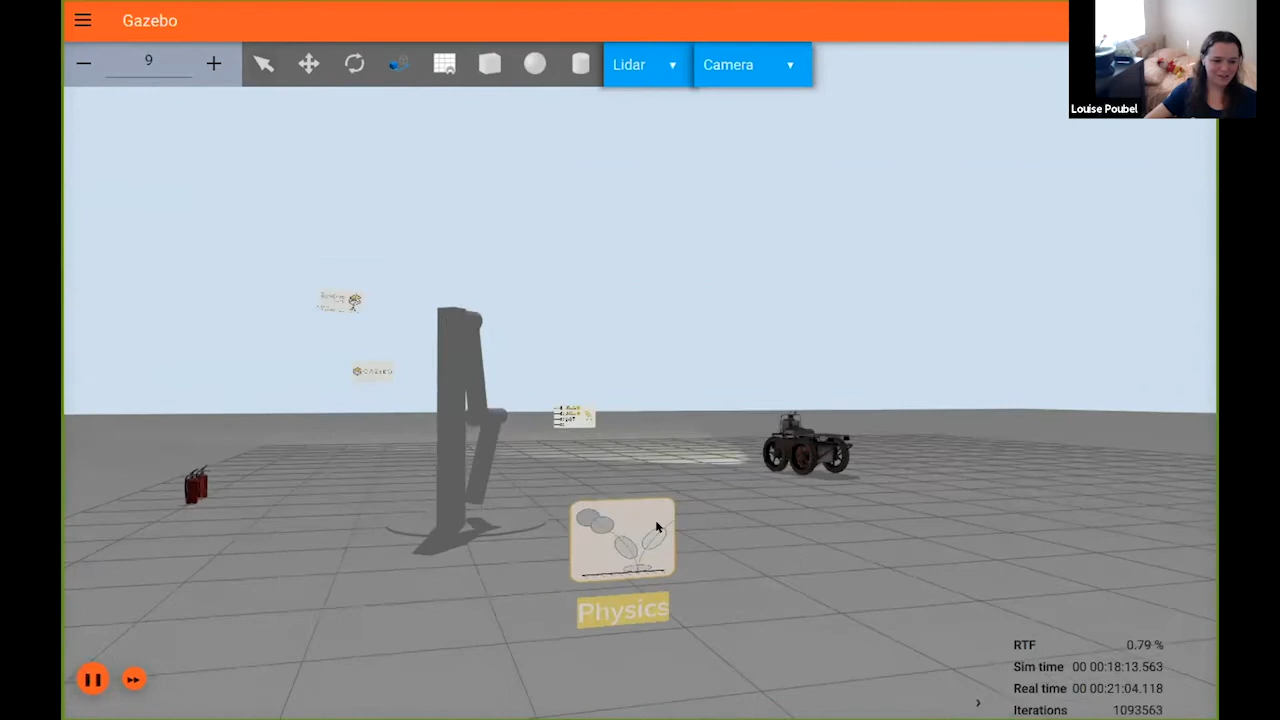 Gazebo
9
Lidar
Camera
Louise Poubel
GAZEBO
Physics
RTF 0.79 %
Sim time 00 00:18:13.563
Real time 00 00:21:04.118
Iterations 1093563